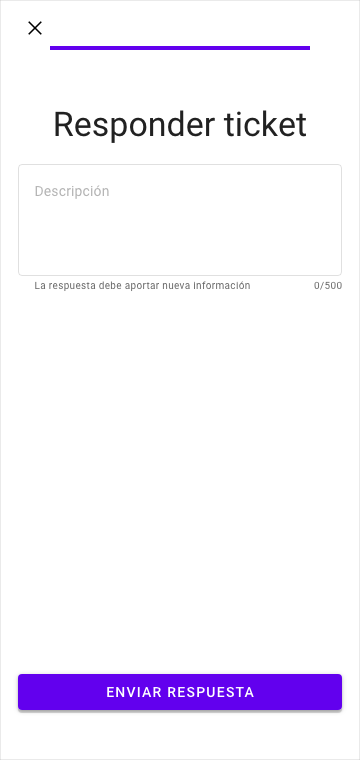 Responder ticket
Descripción
La respuesta debe aportar nueva información 0/500
ENVIAR RESPUESTA